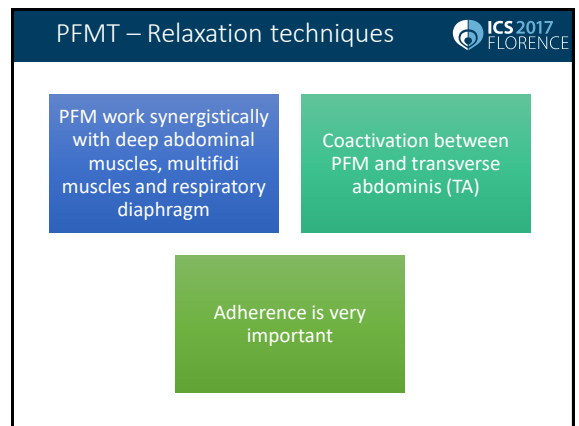 PFMT – Relaxation techniques
ICS 2017
FLORENCE
PFM work synergistically
with deep abdominal
muscles, multifidi
muscles and respiratory
diaphragm
Coactivation between
PFM and transverse
abdominis (TA)
Adherence is very
important